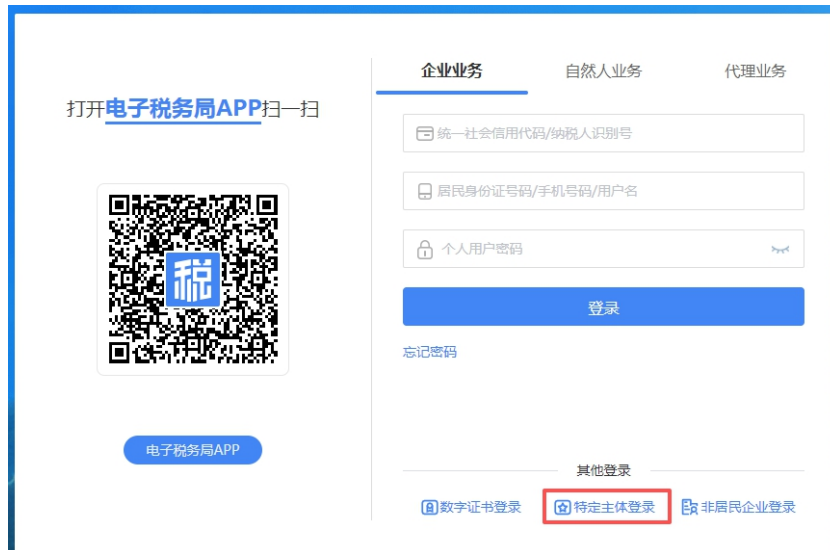 打开电子税务局APP扫一扫
税
电子税务局APP
企业业务 自然人业务 代理业务
统一社会信用代码/纳税人识别号
居民身份证号码/手机号码/用户名
个人用户密码
登录
忘记密码
其他登录
数字证书登录 特定主体登录 非居民企业登录